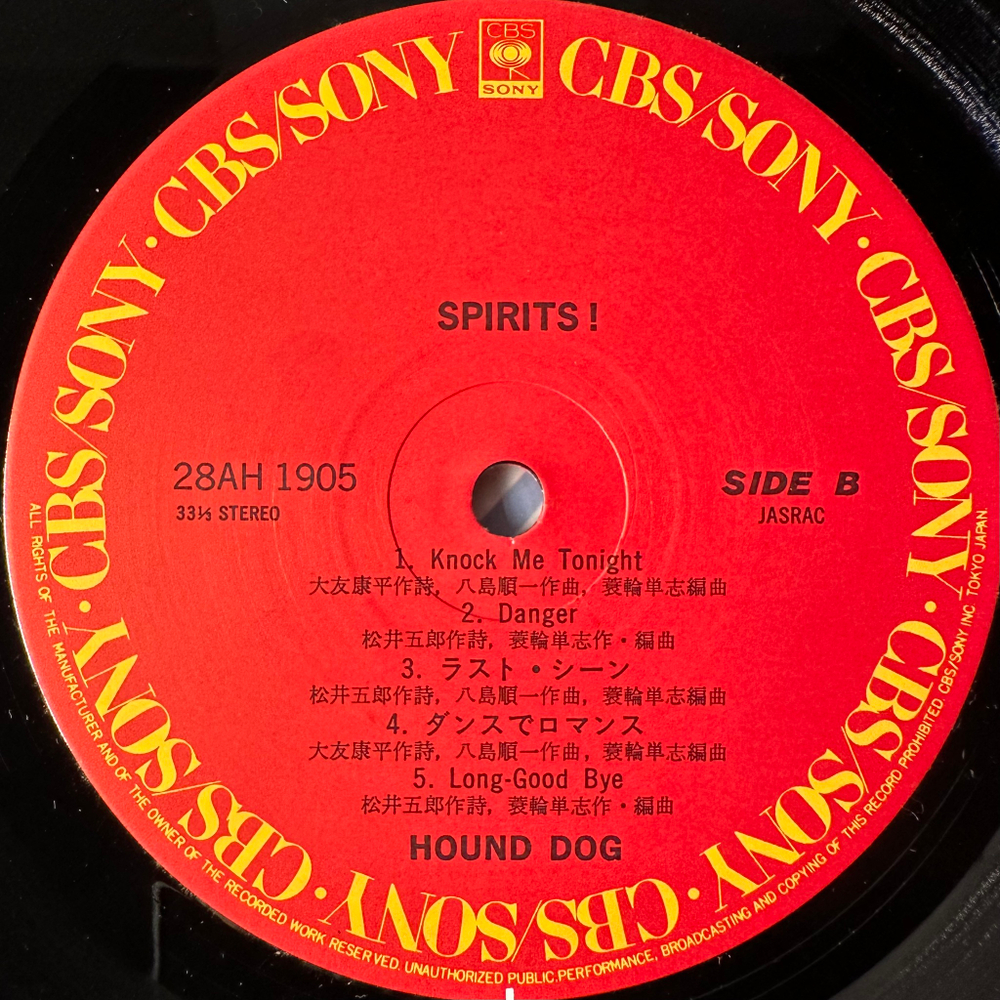 CBS/SONY · CBS/SONY · CBS/SONY · CBS/SONY · CBS/SONY · CBS/SONY · CBS/SONY · CBS/SONY
CBS
SONY
SPIRITS!
28AH 1905
33⅓ STEREO
SIDE B
JASRAC
1. Knock Me Tonight
大友康平作詩, 八島順一作曲, 蓑輪単志編曲
2. Danger
松井五郎作詩, 蓑輪単志作・編曲
3. ラスト・シーン
松井五郎作詩, 八島順一作曲, 蓑輪単志編曲
4. ダンスでロマンス
大友康平作詩, 八島順一作曲, 蓑輪単志編曲
5. Long-Good Bye
松井五郎作詩, 蓑輪単志作・編曲
HOUND DOG
ALL RIGHTS OF THE MANUFACTURER AND OF THE OWNER OF THE RECORDED WORK RESERVED. UNAUTHORIZED PUBLIC PERFORMANCE, BROADCASTING AND COPYING OF THIS RECORD PROHIBITED. CBS/SONY INC. TOKYO JAPAN.